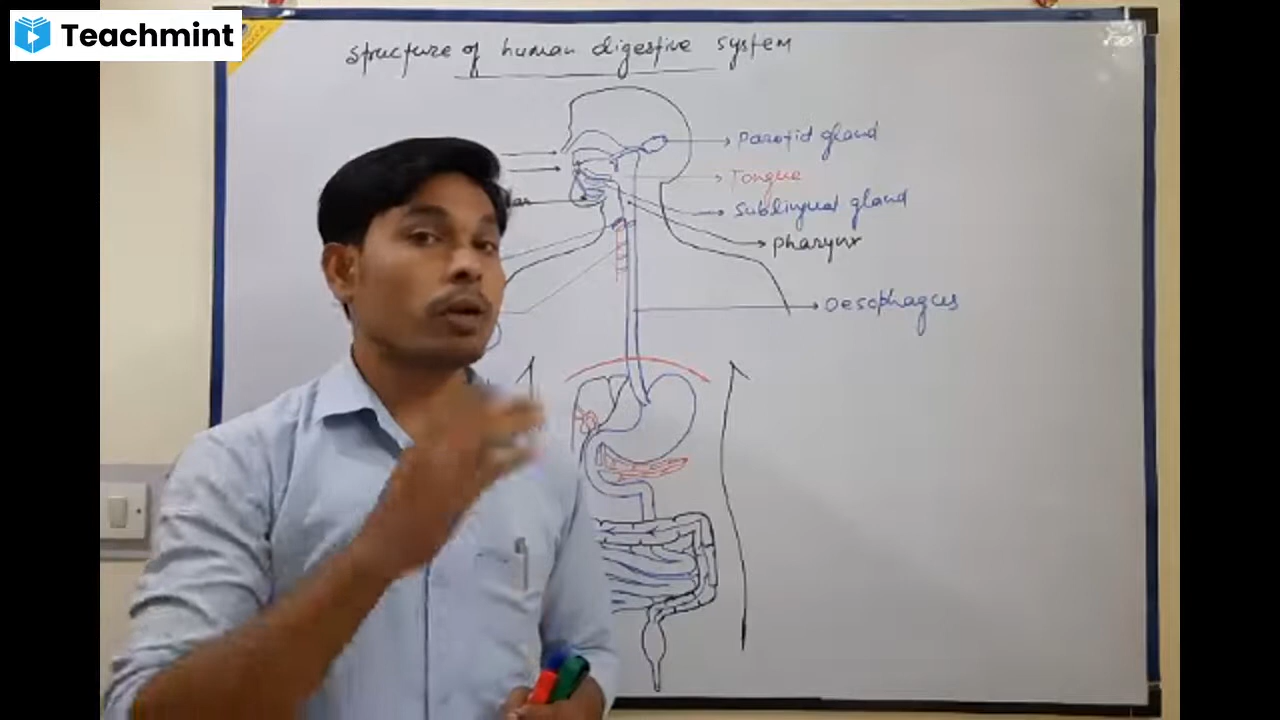 Teachmint
structure of human digestive system
Parotid gland
Tongue
Sublingual gland
pharynx
oesophagus